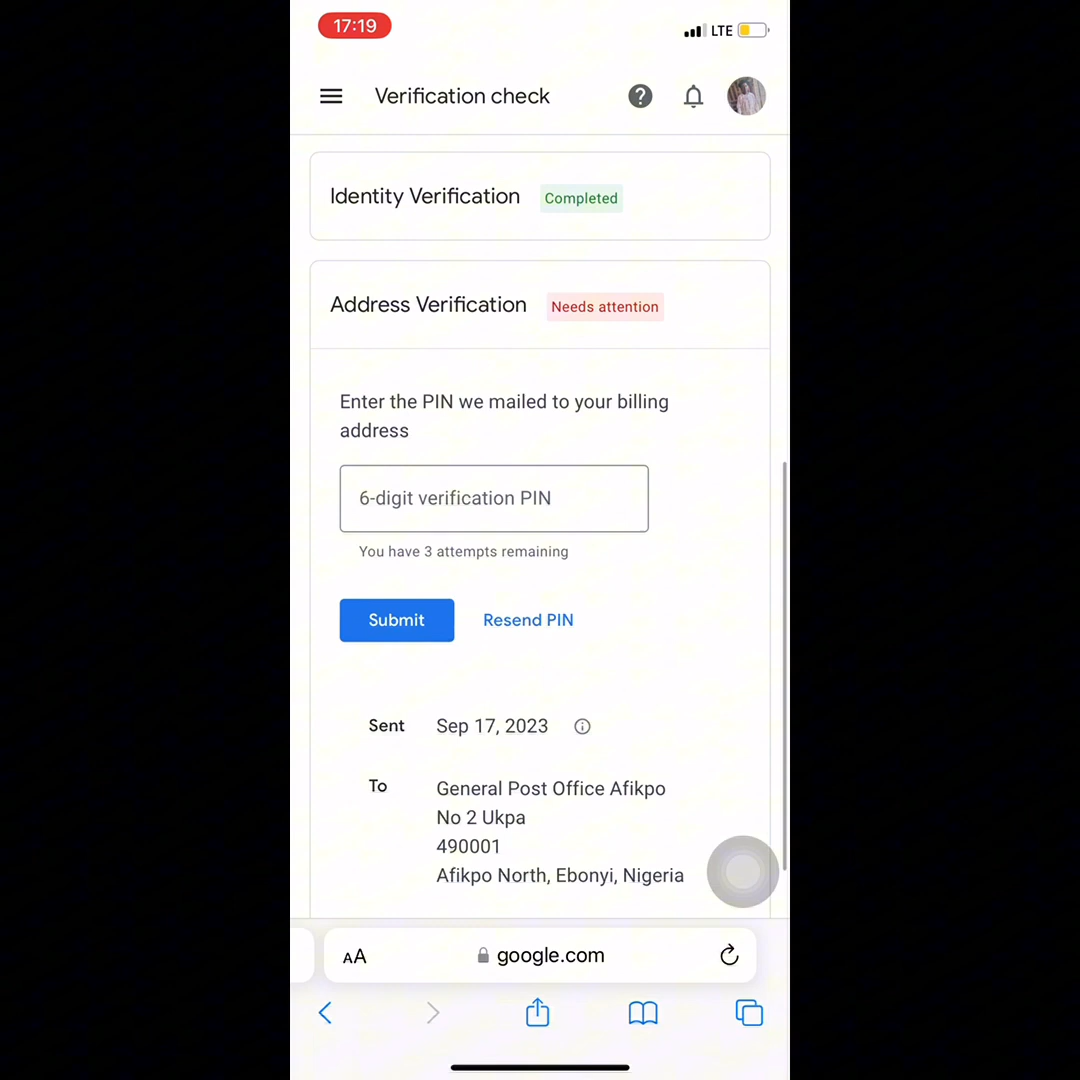 17:19
LTE
Verification check
Identity Verification Completed
Address Verification Needs attention
Enter the PIN we mailed to your billing
address
6-digit verification PIN
You have 3 attempts remaining
Submit Resend PIN
Sent Sep 17, 2023
To General Post Office Afikpo
No 2 Ukpa
490001
Afikpo North, Ebonyi, Nigeria
AA google.com